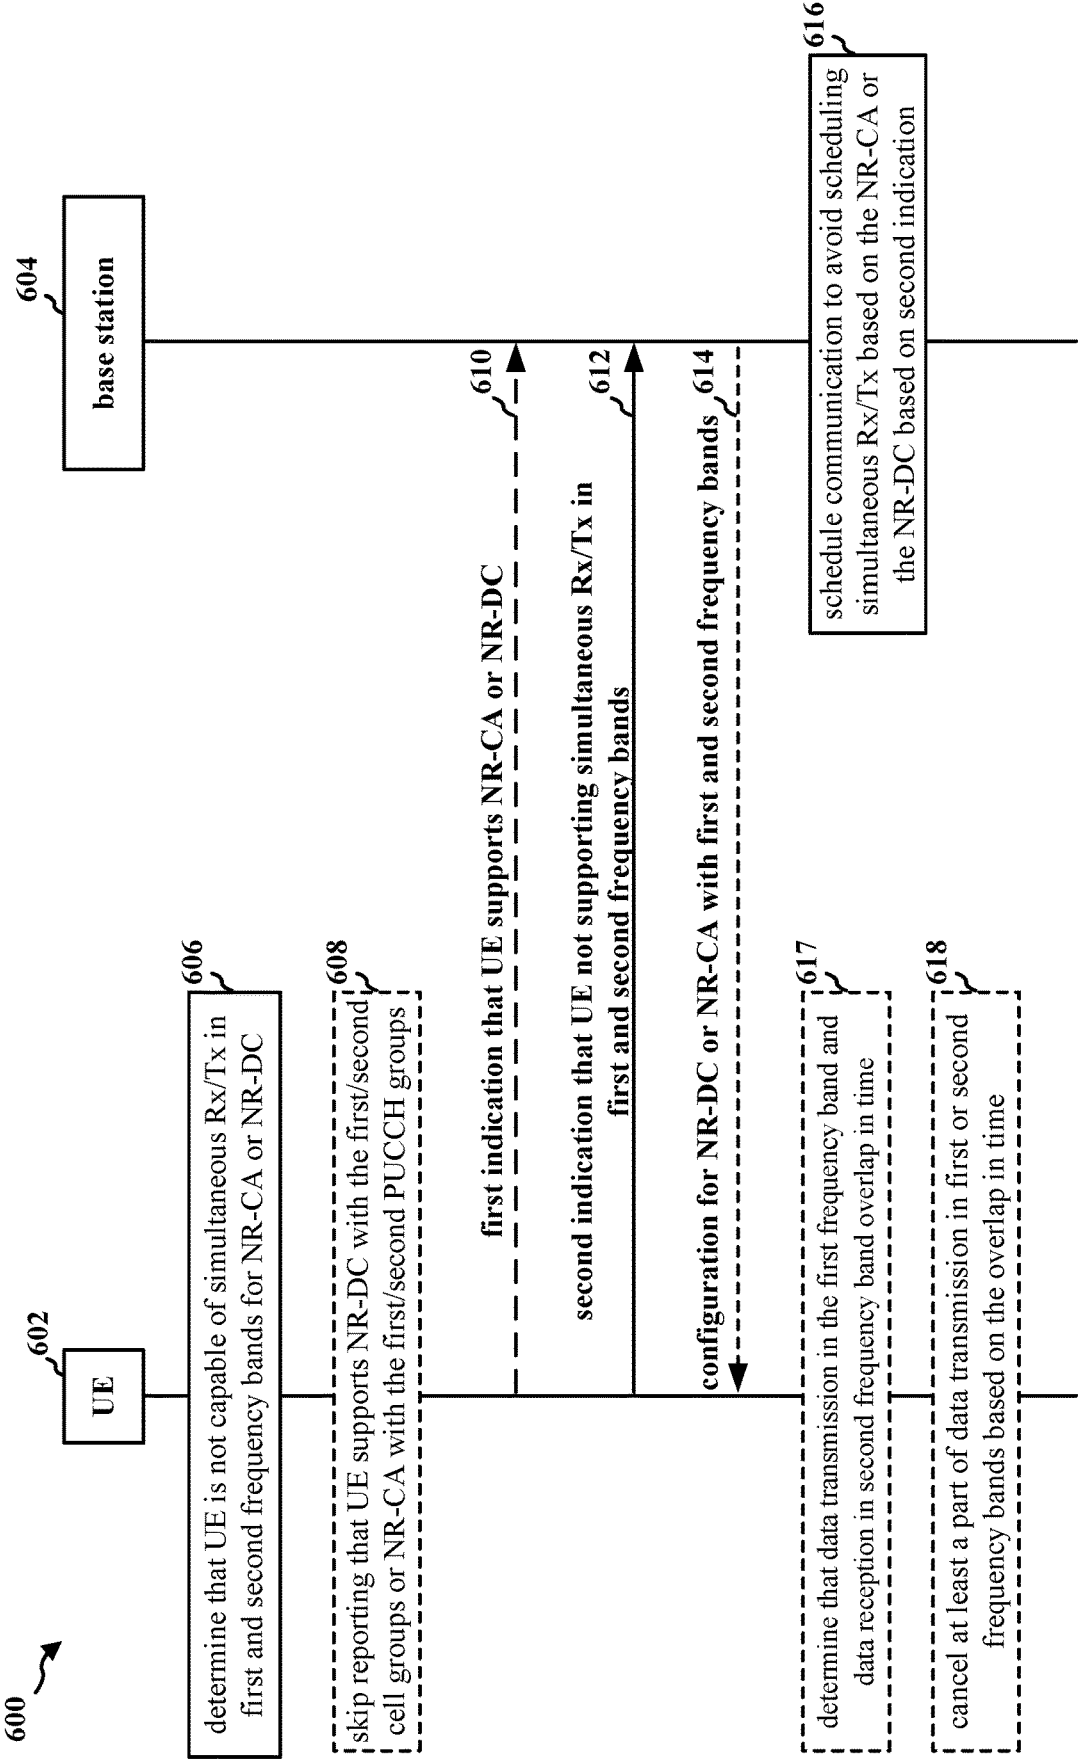 600
602
UE
604
base station
606
determine that UE is not capable of simultaneous Rx/Tx in
first and second frequency bands for NR-CA or NR-DC
608
skip reporting that UE supports NR-DC with the first/second
cell groups or NR-CA with the first/second PUCCH groups
first indication that UE supports NR-CA or NR-DC
610
second indication that UE not supporting simultaneous Rx/Tx in
first and second frequency bands
612
configuration for NR-DC or NR-CA with first and second frequency bands
614
616
schedule communication to avoid scheduling
simultaneous Rx/Tx based on the NR-CA or
the NR-DC based on second indication
617
determine that data transmission in the first frequency band and
data reception in second frequency band overlap in time
618
cancel at least a part of data transmission in first or second
frequency bands based on the overlap in time